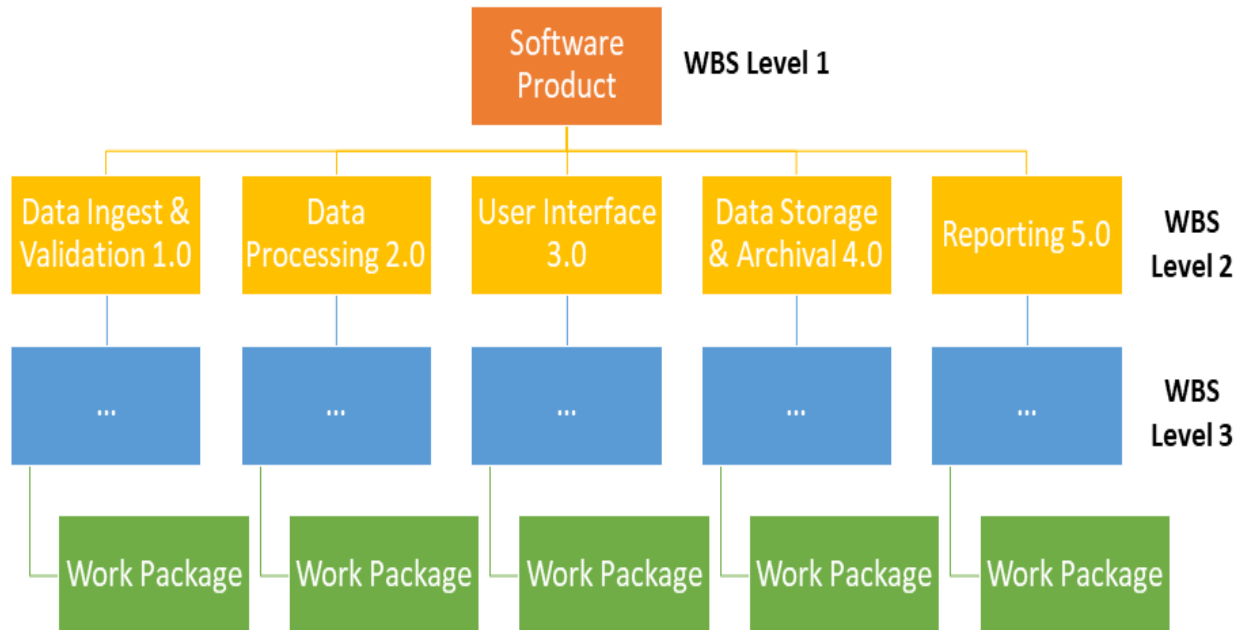 Software
Product
WBS Level 1
Data Ingest &
Validation 1.0
Data
Processing 2.0
User Interface
3.0
Data Storage
& Archival 4.0
Reporting 5.0
WBS
Level 2
...
...
...
...
...
WBS
Level 3
Work Package
Work Package
Work Package
Work Package
Work Package